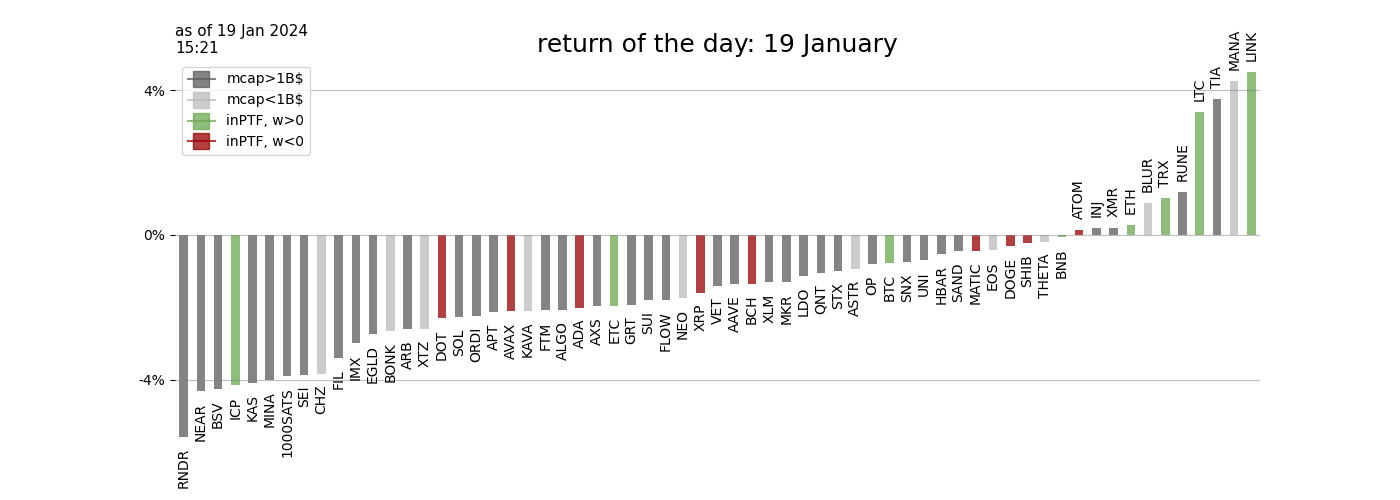 as of 19 Jan 2024
15:21
return of the day: 19 January
mcap>1B$
mcap<1B$
inPTF, w>0
inPTF, w<0
4%
0%
-4%
RNDR
NEAR
BSV
ICP
KAS
MINA
1000SATS
SEI
CHZ
FIL
IMX
EGLD
BONK
ARB
XTZ
DOT
SOL
ORDI
APT
AVAX
KAVA
FTM
ALGO
ADA
AXS
ETC
GRT
SUI
FLOW
NEO
XRP
VET
AAVE
BCH
XLM
MKR
LDO
QNT
STX
ASTR
OP
BTC
SNX
UNI
HBAR
SAND
MATIC
EOS
DOGE
SHIB
THETA
BNB
ATOM
INJ
XMR
ETH
BLUR
TRX
RUNE
LTC
TIA
MANA
LINK